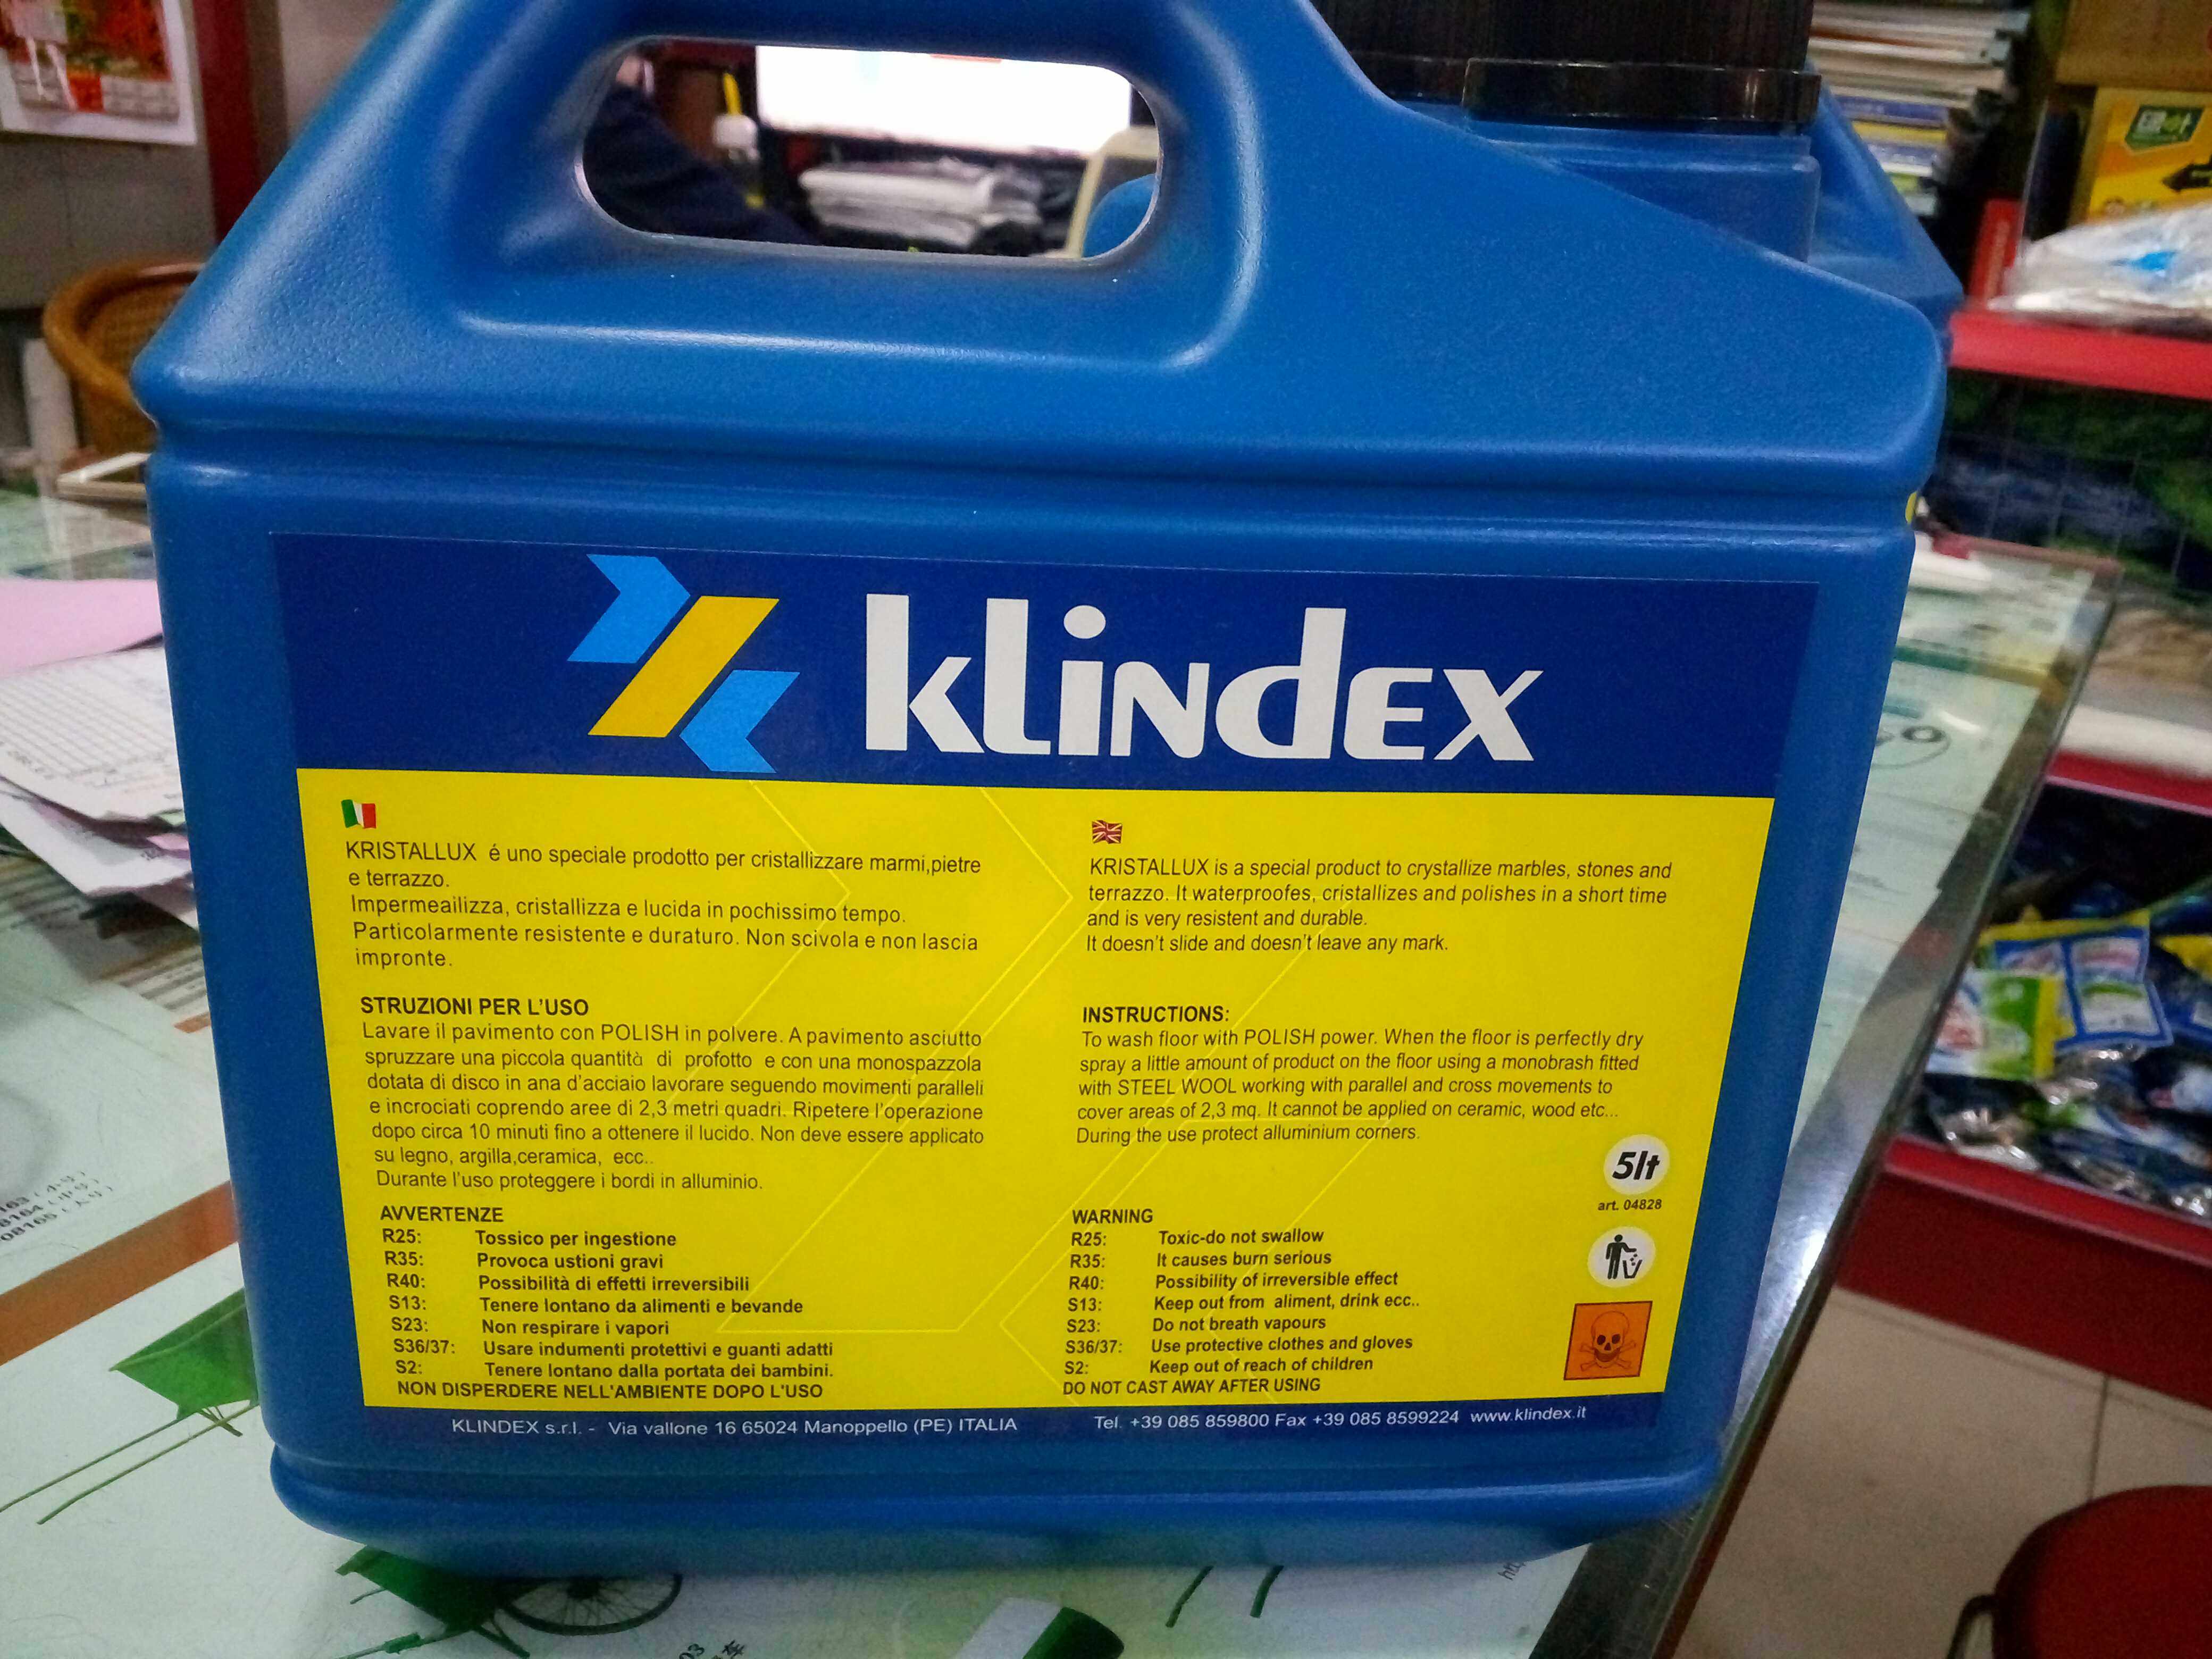 klindex
KRISTALLUX é uno speciale prodotto per cristallizzare marmi,pietre
e terrazzo.
Impermeailizza, cristallizza e lucida in pochissimo tempo.
Particolarmente resistente e duraturo. Non scivola e non lascia
impronte.
STRUZIONI PER L'USO
Lavare il pavimento con POLISH in polvere. A pavimento asciutto
spruzzare una piccola quantità di profotto e con una monospazzola
dotata di disco in ana d'acciaio lavorare seguendo movimenti paralleli
e incrociati coprendo aree di 2,3 metri quadri. Ripetere l'operazione
dopo circa 10 minuti fino a ottenere il lucido. Non deve essere applicato
su legno, argilla,ceramica, ecc..
Durante l'uso proteggere i bordi in alluminio.
AVVERTENZE
R25: Tossico per ingestione
R35: Provoca ustioni gravi
R40: Possibilità di effetti irreversibili
S13: Tenere lontano da alimenti e bevande
S23: Non respirare i vapori
S36/37: Usare indumenti protettivi e guanti adatti
S2: Tenere lontano dalla portata dei bambini.
NON DISPERDERE NELL'AMBIENTE DOPO L'USO
KRISTALLUX is a special product to crystallize marbles, stones and
terrazzo. It waterproofes, cristallizes and polishes in a short time
and is very resistent and durable.
It doesn't slide and doesn't leave any mark.
INSTRUCTIONS:
To wash floor with POLISH power. When the floor is perfectly dry
spray a little amount of product on the floor using a monobrash fitted
with STEEL WOOL working with parallel and cross movements to
cover areas of 2,3 mq. It cannot be applied on ceramic, wood etc...
During the use protect alluminium corners.
5lt
art. 04828
WARNING
R25: Toxic-do not swallow
R35: It causes burn serious
R40: Possibility of irreversible effect
S13: Keep out from aliment, drink ecc..
S23: Do not breath vapours
S36/37: Use protective clothes and gloves
S2: Keep out of reach of children
DO NOT CAST AWAY AFTER USING
KLINDEX s.r.l. - Via vallone 16 65024 Manoppello (PE) ITALIA
Tel. +39 085 859800 Fax +39 085 8599224 www.klindex.it